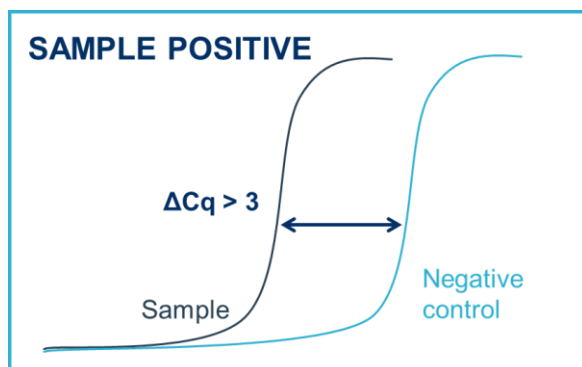 SAMPLE POSITIVE
ΔCq > 3
Sample
Negative
control